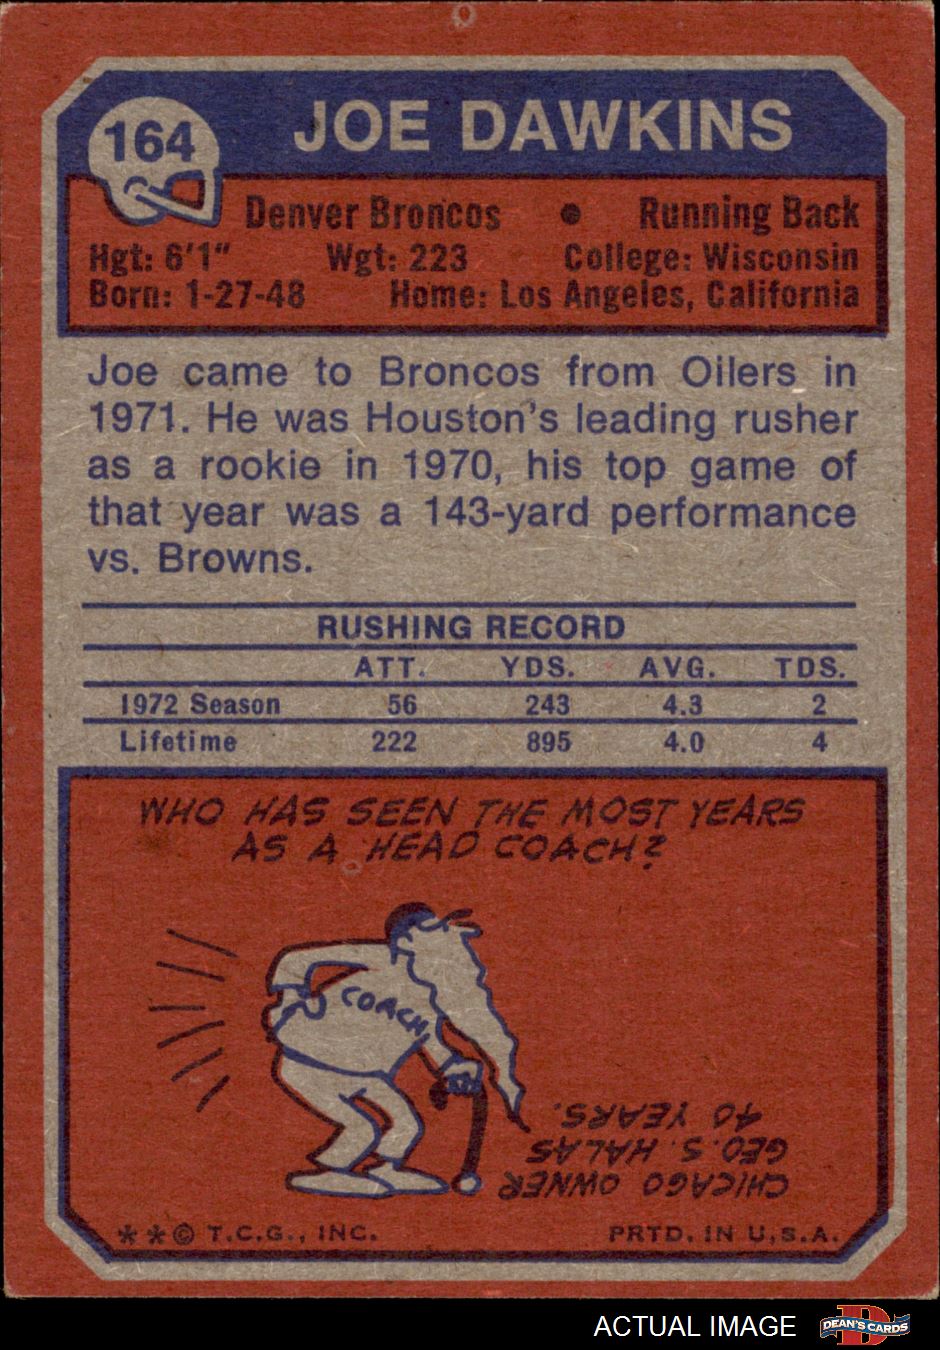 164
JOE DAWKINS
Denver Broncos • Running Back
Hgt: 6'1" Wgt: 223 College: Wisconsin
Born: 1-27-48 Home: Los Angeles, California
Joe came to Broncos from Oilers in
1971. He was Houston's leading rusher
as a rookie in 1970, his top game of
that year was a 143-yard performance
vs. Browns.
RUSHING RECORD
ATT. YDS. AVG. TDS.
1972 Season 56 243 4.3 2
Lifetime 222 895 4.0 4
WHO HAS SEEN THE MOST YEARS
AS A HEAD COACH?
COACH
CHICAGO OWNER
GEO. S. HALAS
40 YEARS.
**© T.C.G., INC. PRTD. IN U.S.A.
ACTUAL IMAGE
D
DEAN'S CARDS